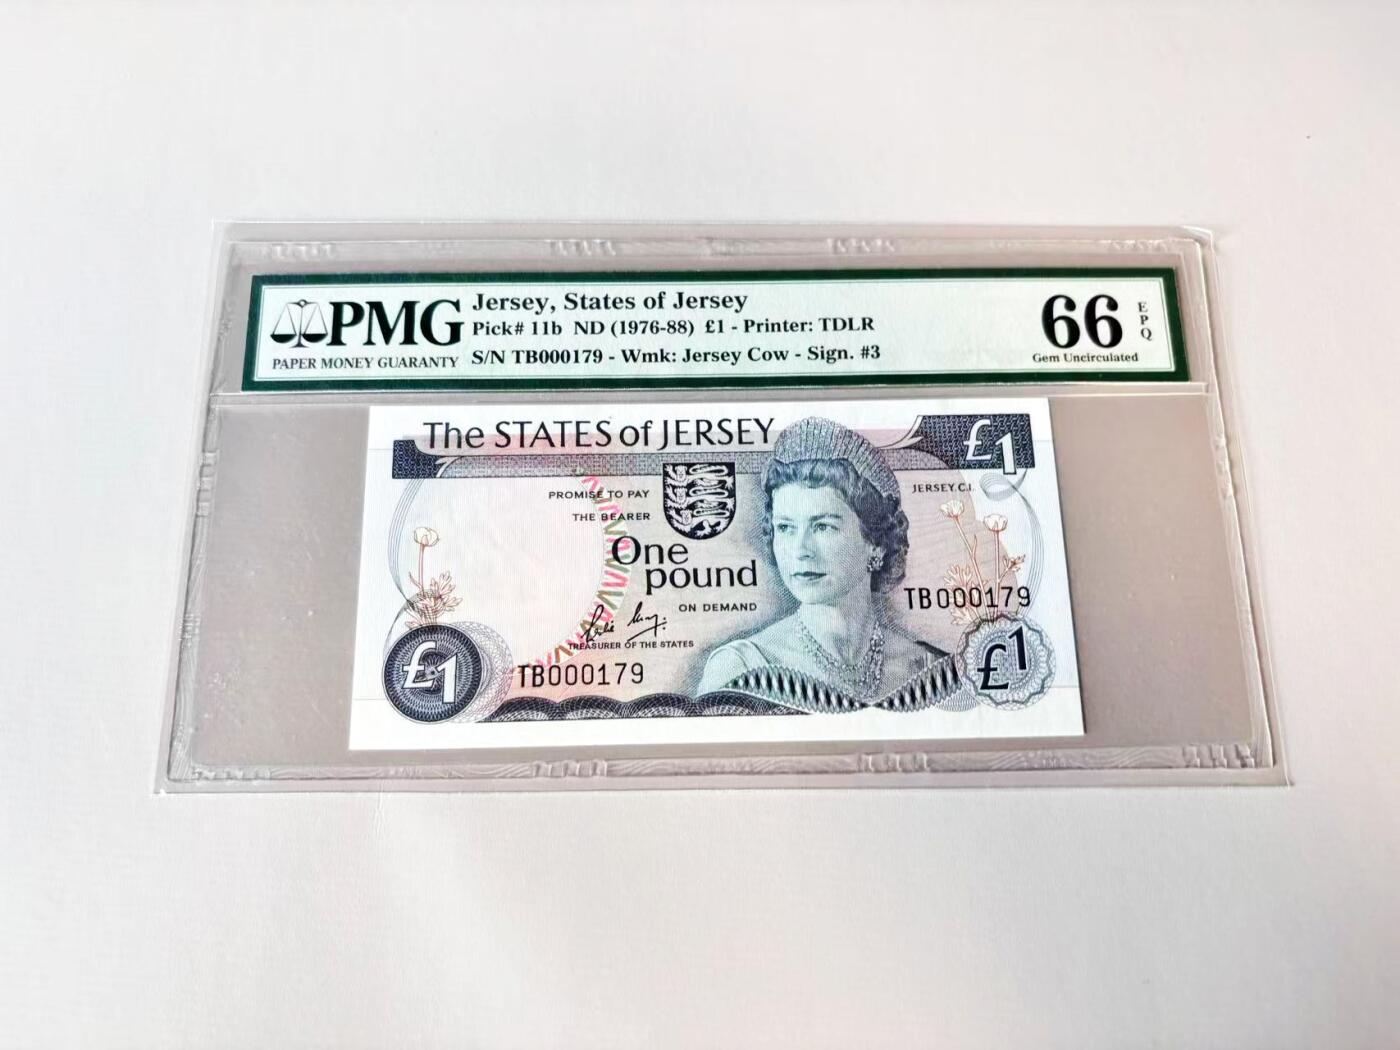 PMG
PAPER MONEY GUARANTY
Jersey, States of Jersey
Pick# 11b ND (1976-88) £1 - Printer: TDLR
S/N TB000179 - Wmk: Jersey Cow - Sign. #3
66
EPQ
Gem Uncirculated
The STATES of JERSEY
£1
PROMISE TO PAY
THE BEARER
JERSEY.C.I.
One
pound
ON DEMAND
TB000179
TREASURER OF THE STATES
£1
TB000179
£1